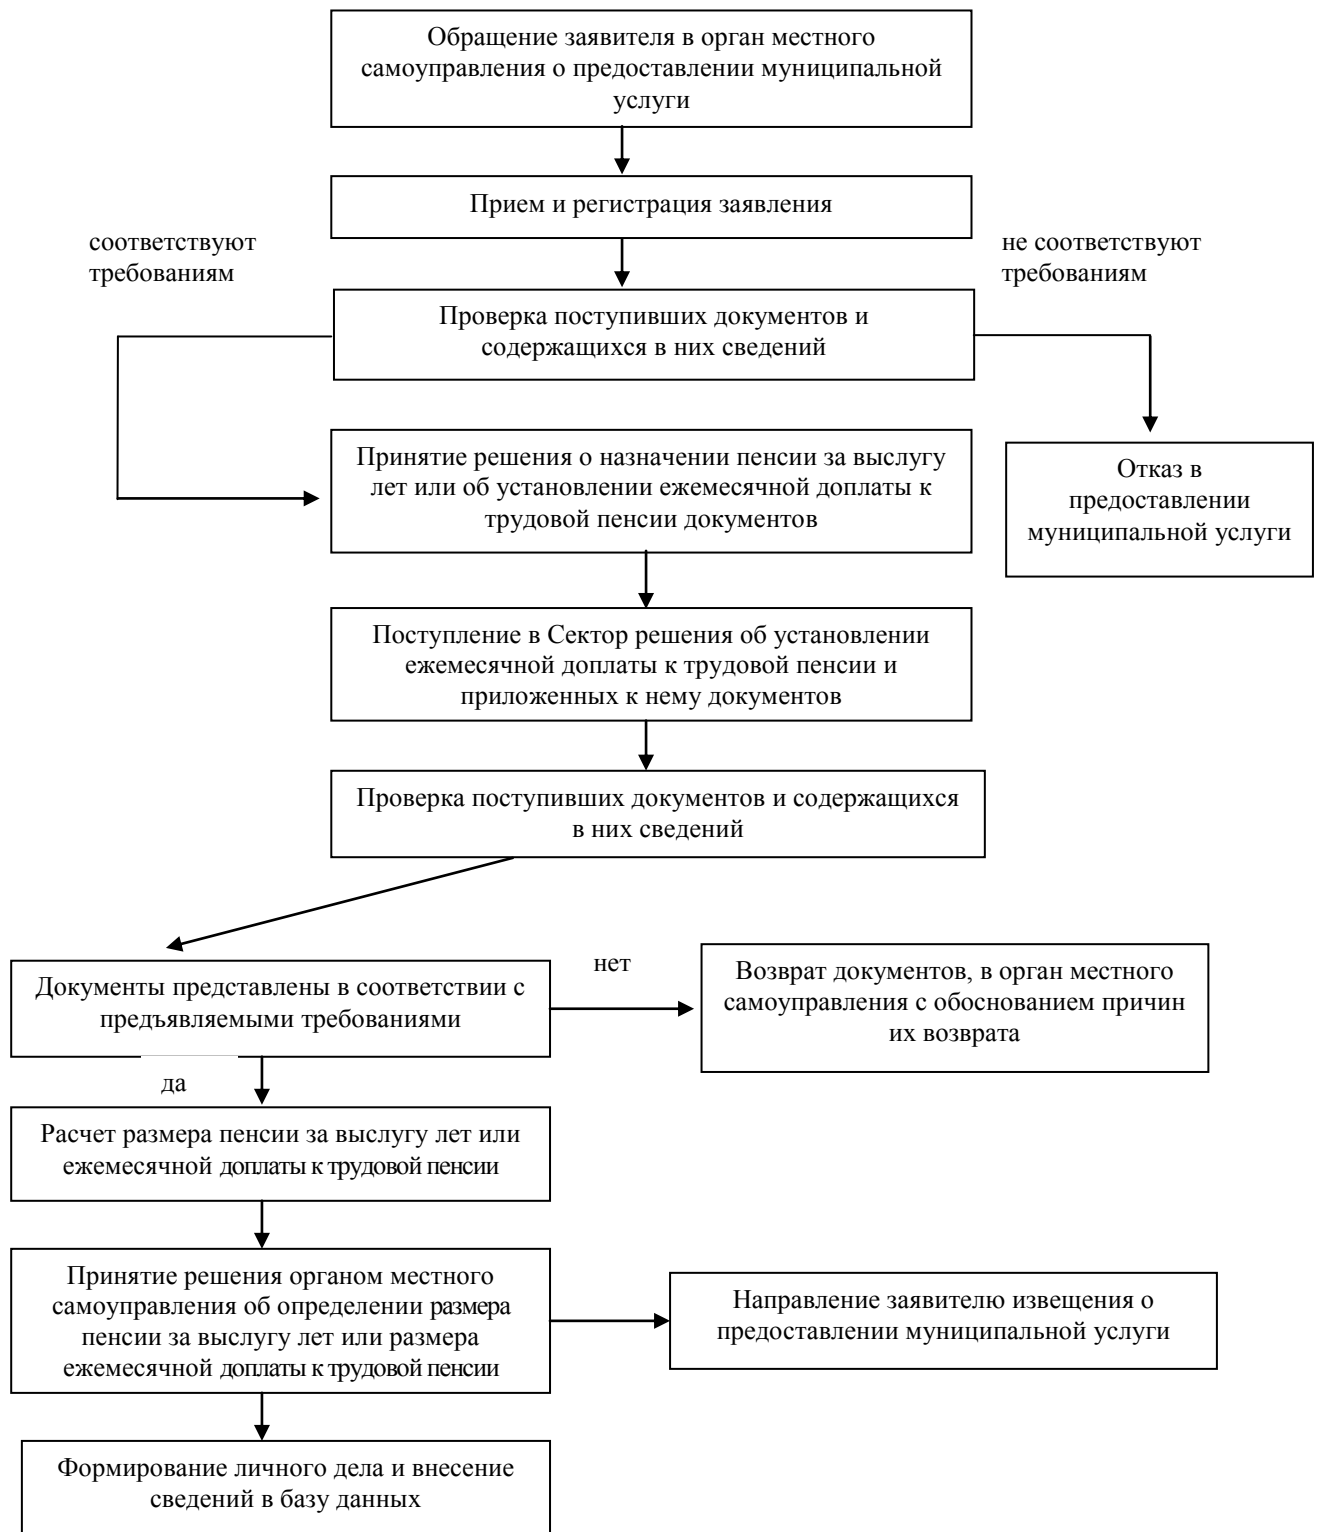 Обращение заявителя в орган местного
самоуправления о предоставлении муниципальной
услуги
Прием и регистрация заявления
соответствуют
требованиям
не соответствуют
требованиям
Проверка поступивших документов и
содержащихся в них сведений
Принятие решения о назначении пенсии за выслугу
лет или об установлении ежемесячной доплаты к
трудовой пенсии документов
Отказ в
предоставлении
муниципальной услуги
Поступление в Сектор решения об установлении
ежемесячной доплаты к трудовой пенсии и
приложенных к нему документов
Проверка поступивших документов и содержащихся
в них сведений
Документы представлены в соответствии с
предъявляемыми требованиями
нет
Возврат документов, в орган местного
самоуправления с обоснованием причин
их возврата
да
Расчет размера пенсии за выслугу лет или
ежемесячной доплаты к трудовой пенсии
Принятие решения органом местного
самоуправления об определении размера
пенсии за выслугу лет или размера
ежемесячной доплаты к трудовой пенсии
Направление заявителю извещения о
предоставлении муниципальной услуги
Формирование личного дела и внесение
сведений в базу данных